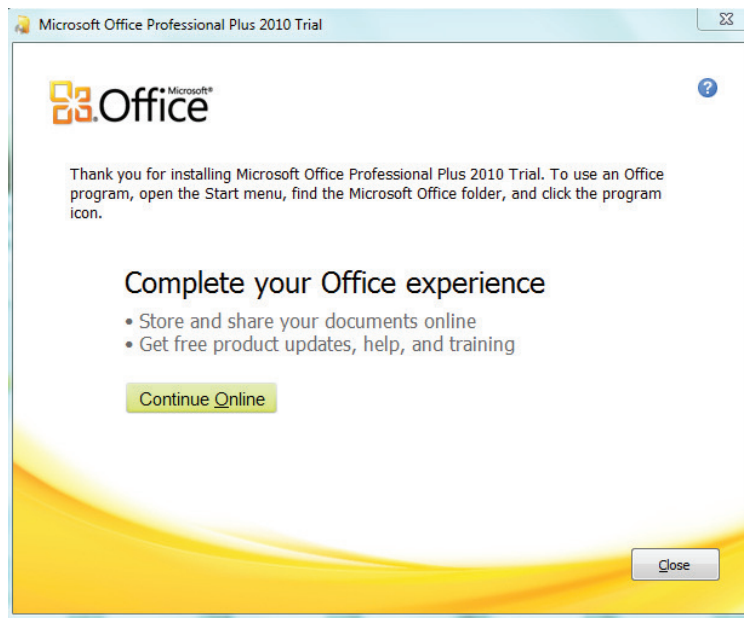 Microsoft Office Professional Plus 2010 Trial
Microsoft®
Office
Thank you for installing Microsoft Office Professional Plus 2010 Trial. To use an Office
program, open the Start menu, find the Microsoft Office folder, and click the program
icon.
Complete your Office experience
• Store and share your documents online
• Get free product updates, help, and training
Continue Online
Close